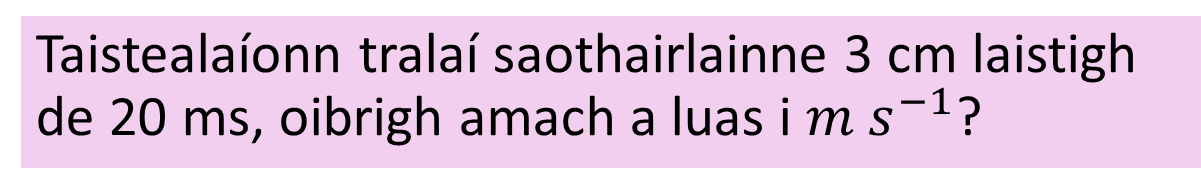 Taistealaíonn tralaí saothairlainne 3 cm laistigh
de 20 ms, oibrigh amach a luas i m s⁻¹?